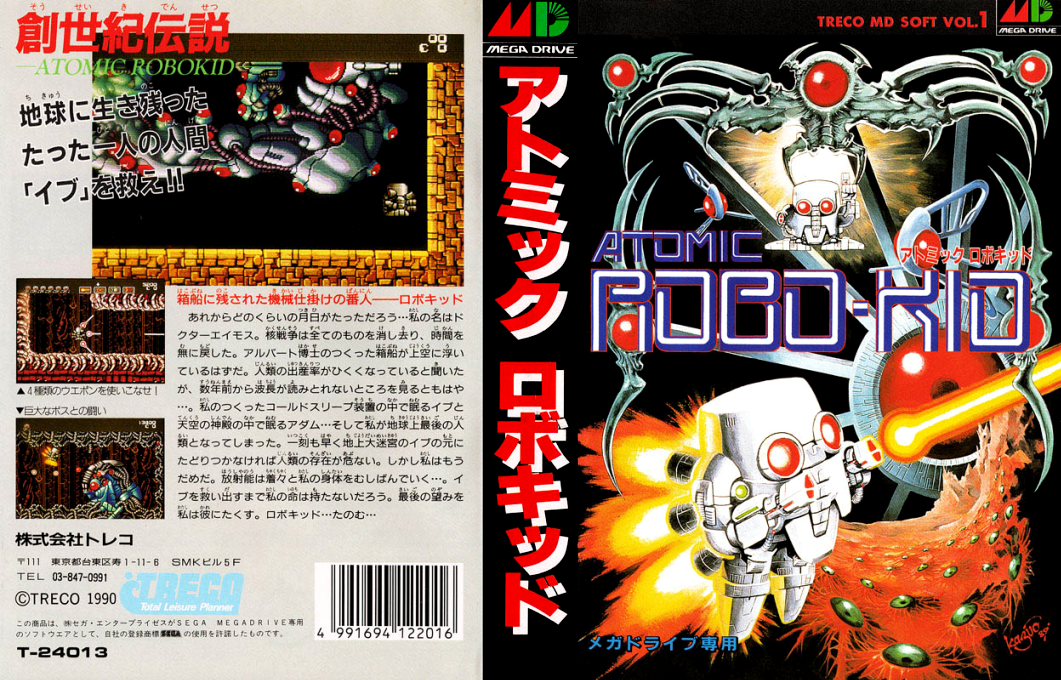 創世紀伝説
そう せい き でん せつ
—ATOMIC ROBOKID
地球に生き残った
たった一人の人間
「イブ」を救え!!
箱船に残された機械仕掛けの番人――ロボキッド
あれからどのくらいの月日がたっただろう…私の名はド
クターエイモス。核戦争は全てのものを消し去り、時間を
無に戻した。アルバート博士のつくった箱船が上空に浮い
ているはずだ。人類の出産率がひくくなっていると聞いた
が、数年前から波長が読みとれないところを見るともはや
…。私のつくったコールドスリープ装置の中で眠るイブと
天空の神殿の中で眠るアダム…そして私が地球上最後の人
類となってしまった。一刻も早く地上大迷宮のイブの元に
たどりつかなければ人類の存在が危ない。しかし私はもう
だめだ。放射能は着々と私の身体をむしばんでいく…。イ
ブを救い出すまで私の命は持たないだろう。最後の望みを
私は彼にたくす。ロボキッド…たのむ…
▲4種類のウエポンを使いこなせ!
▼巨大なボスとの闘い
株式会社トレコ
〒111 東京都台東区寿1-11-6 SMKビル5F
TEL 03-847-0991
©TRECO 1990
TRECO
Total Leisure Planner
この商品は、㈱セガ・エンタープライゼスがSEGA MEGADRIVE専用
のソフトウエアとして、自社の登録商標SEGAの使用を許諾したものです。
T-24013
4 991694 122016
MD
MEGA DRIVE
アトミック ロボキッド
TRECO MD SOFT VOL.1
MD
MEGA DRIVE
ATOMIC
アトミック ロボキッド
ROBO-KID
メガドライブ専用